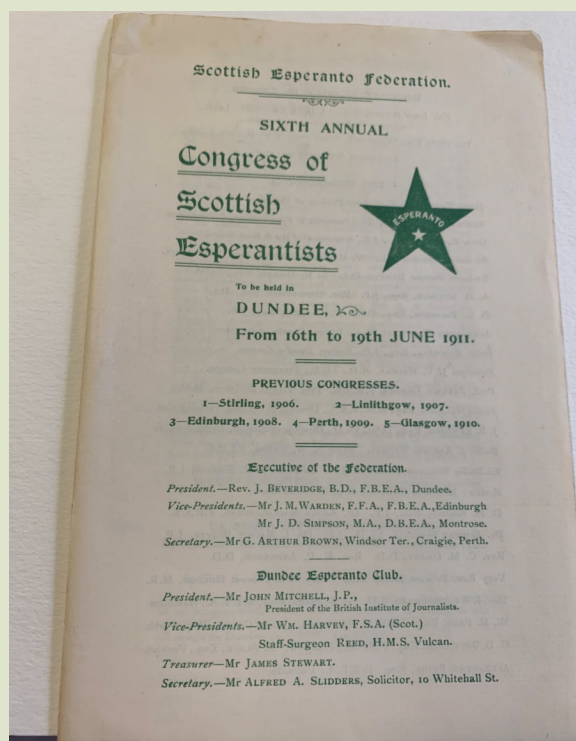 Scottish Esperanto Federation.
SIXTH ANNUAL
Congress of
Scottish
Esperantists
ESPERANTO
To be held in
DUNDEE,
From 16th to 19th JUNE 1911.
PREVIOUS CONGRESSES.
1—Stirling, 1906. 2—Linlithgow, 1907.
3—Edinburgh, 1908. 4—Perth, 1909. 5—Glasgow, 1910.
Executive of the Federation.
President.—Rev. J. BEVERIDGE, B.D., F.B.E.A., Dundee.
Vice-Presidents.—Mr J. M. WARDEN, F.F.A., F.B.E.A., Edinburgh
Mr J. D. SIMPSON, M.A., D.B.E.A., Montrose.
Secretary.—Mr G. ARTHUR BROWN, Windsor Ter., Craigie, Perth.
Dundee Esperanto Club.
President.—Mr JOHN MITCHELL, J.P.,
President of the British Institute of Journalists.
Vice-Presidents.—Mr WM. HARVEY, F.S.A. (Scot.)
Staff-Surgeon REED, H.M.S. Vulcan.
Treasurer—Mr JAMES STEWART.
Secretary.—Mr ALFRED A. SLIDDERS, Solicitor, 10 Whitehall St.